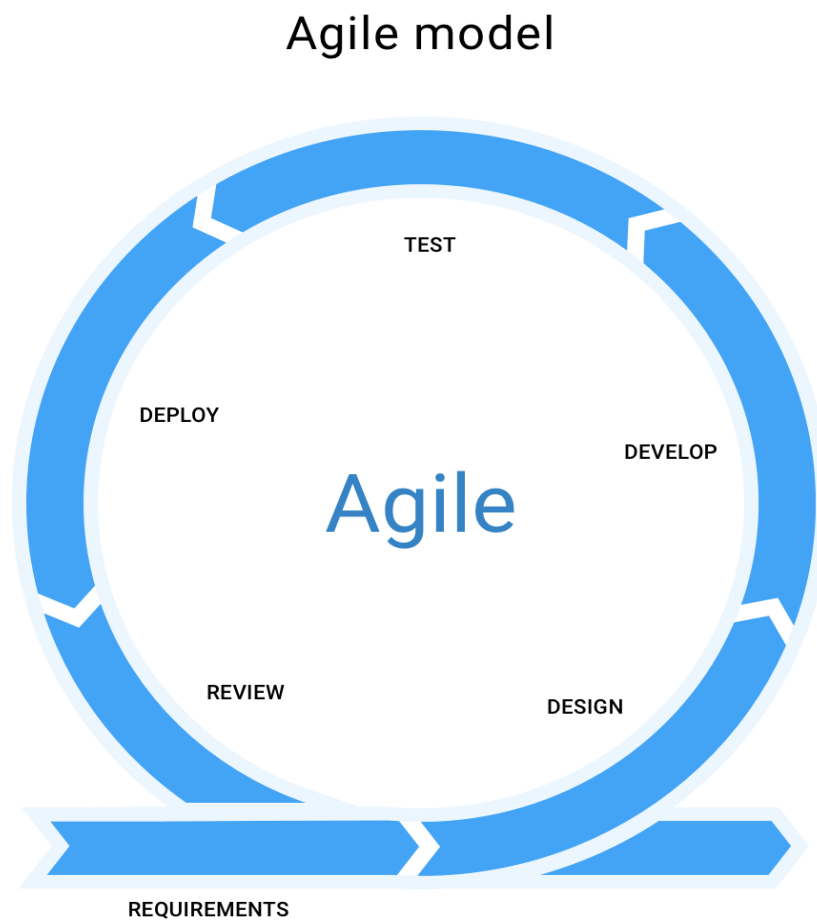 Agile model
TEST
DEPLOY
DEVELOP
Agile
REVIEW
DESIGN
REQUIREMENTS